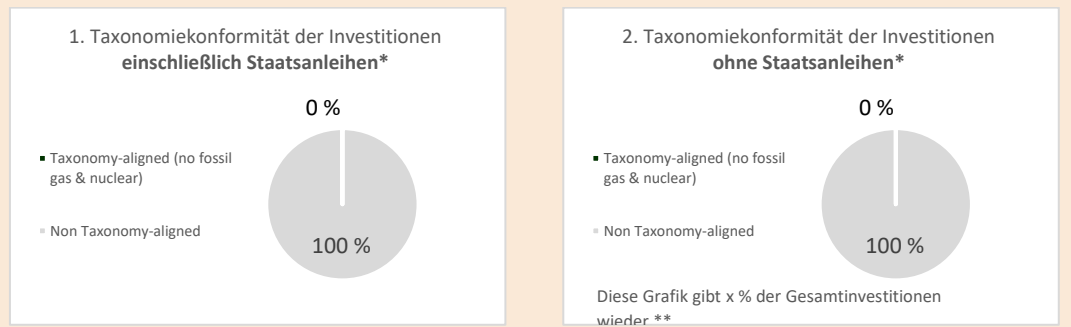 1. Taxonomiekonformität der Investitionen
einschließlich Staatsanleihen*
0 %
Taxonomy-aligned (no fossil
gas & nuclear)
Non Taxonomy-aligned
100 %
2. Taxonomiekonformität der Investitionen
ohne Staatsanleihen*
0 %
Taxonomy-aligned (no fossil
gas & nuclear)
Non Taxonomy-aligned
100 %
Diese Grafik gibt x % der Gesamtinvestitionen
wieder **